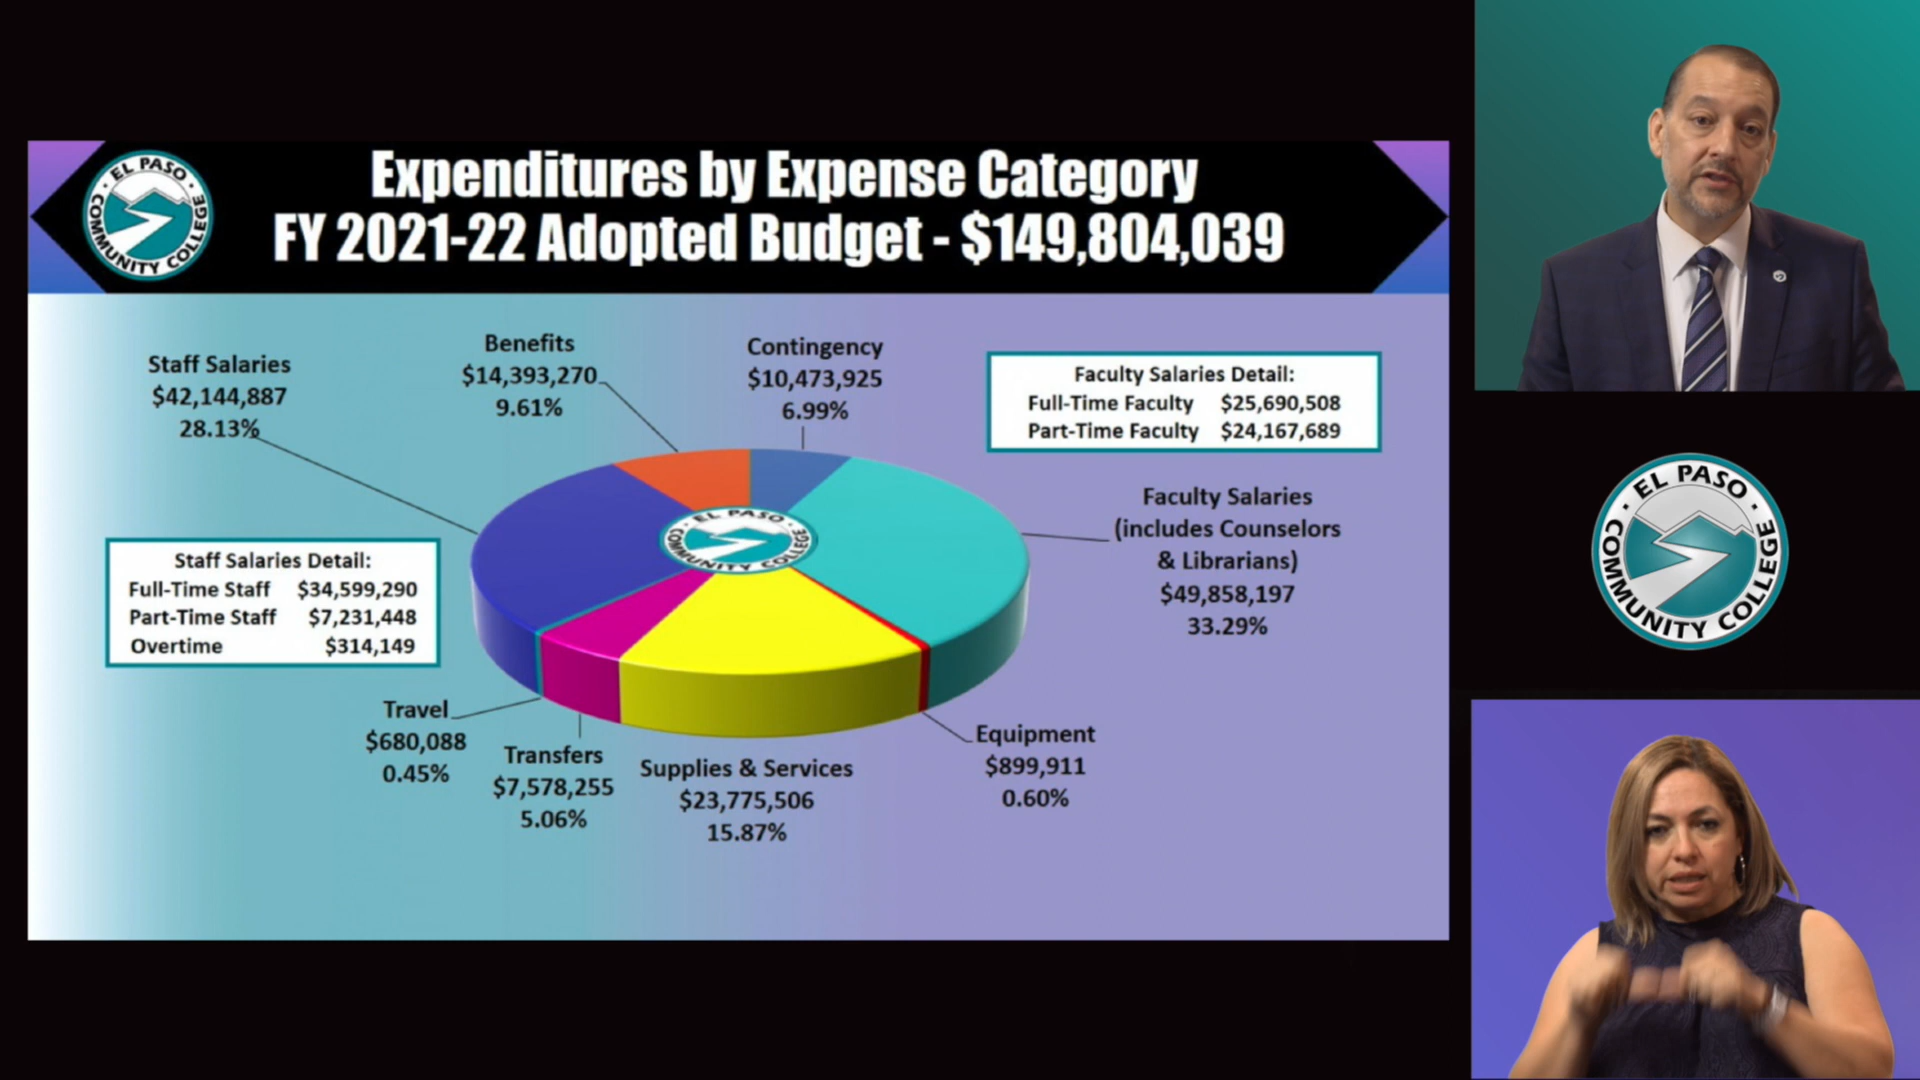 EL PASO
COMMUNITY COLLEGE
Expenditures by Expense Category
FY 2021-22 Adopted Budget - $149,804,039
Staff Salaries
$42,144,887
28.13%
Benefits
$14,393,270
9.61%
Contingency
$10,473,925
6.99%
Faculty Salaries Detail:
Full-Time Faculty $25,690,508
Part-Time Faculty $24,167,689
Faculty Salaries
(includes Counselors
& Librarians)
$49,858,197
33.29%
EL PASO
COMMUNITY COLLEGE
Staff Salaries Detail:
Full-Time Staff $34,599,290
Part-Time Staff $7,231,448
Overtime $314,149
Travel
$680,088
0.45%
Transfers
$7,578,255
5.06%
Supplies & Services
$23,775,506
15.87%
Equipment
$899,911
0.60%
EL PASO
COMMUNITY COLLEGE